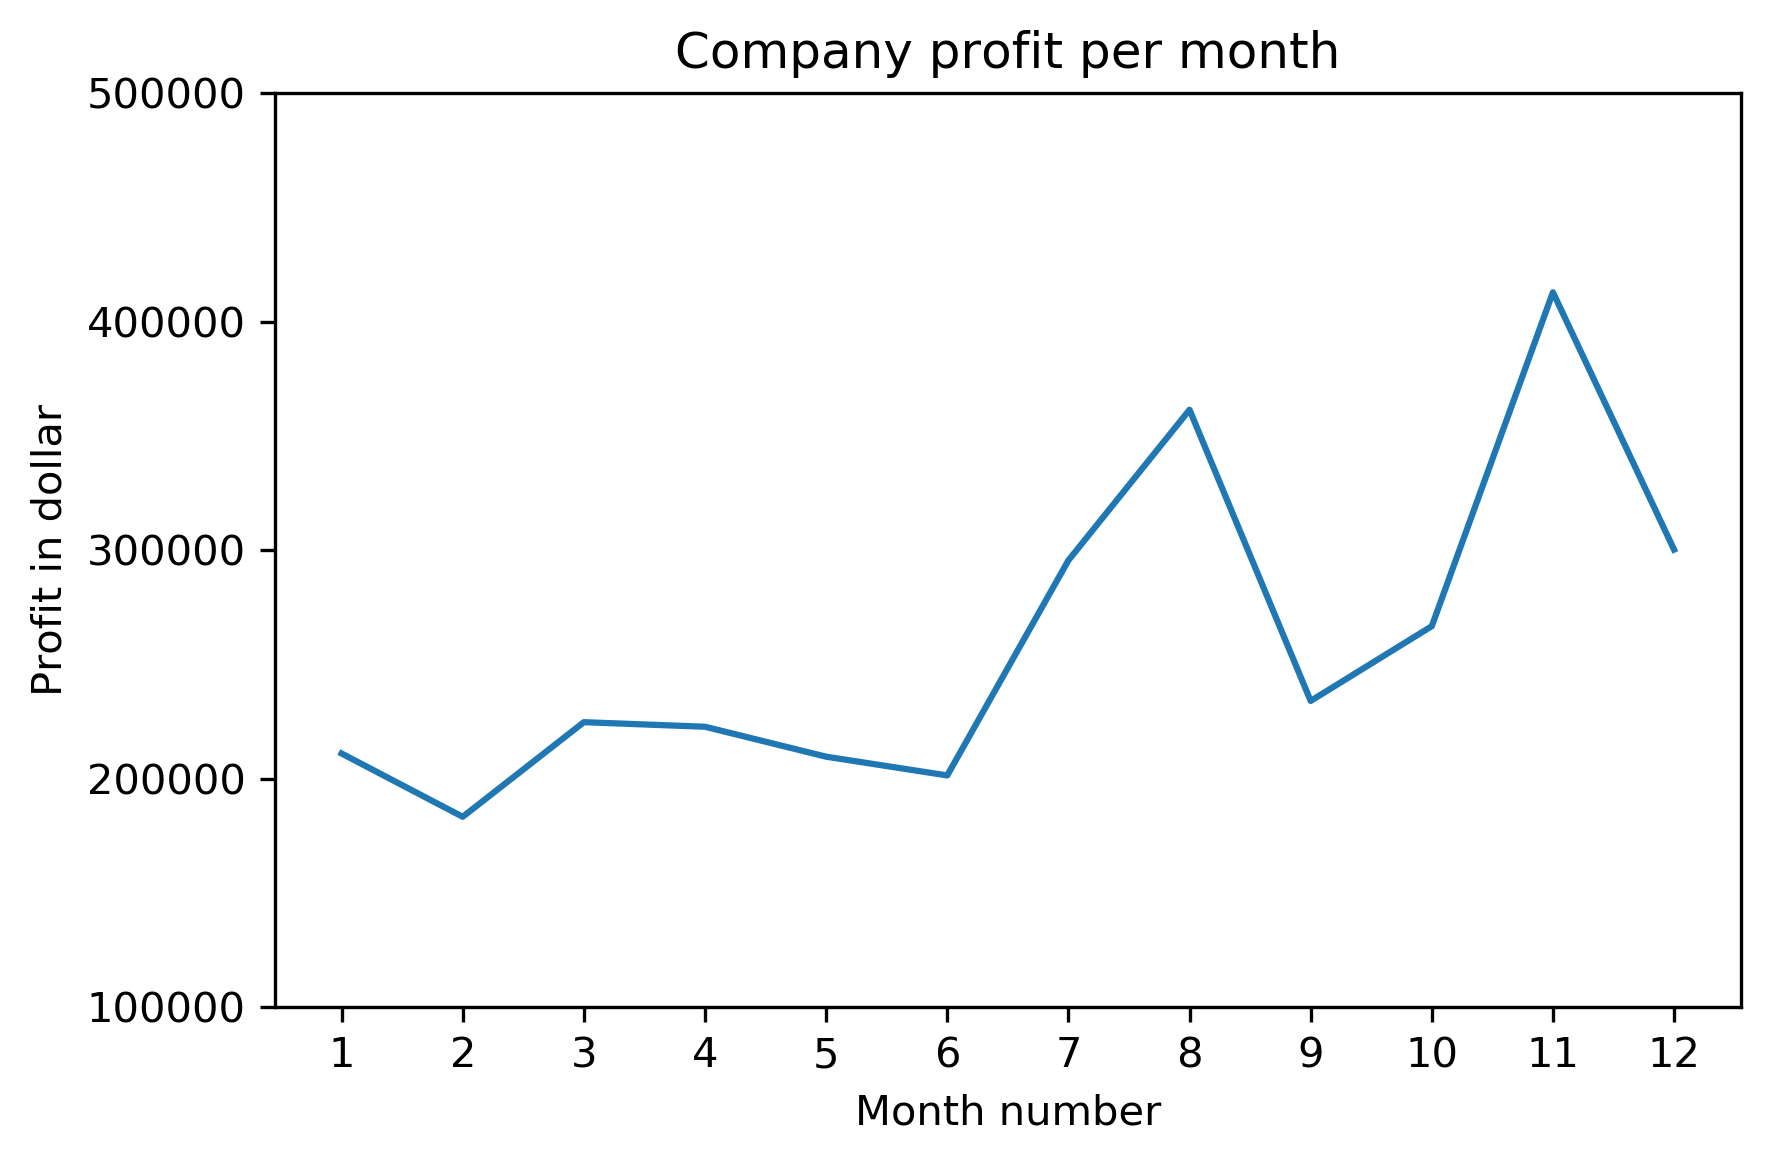 Company profit per month
500000
400000
300000
200000
100000
Profit in dollar
1 2 3 4 5 6 7 8 9 10 11 12
Month number